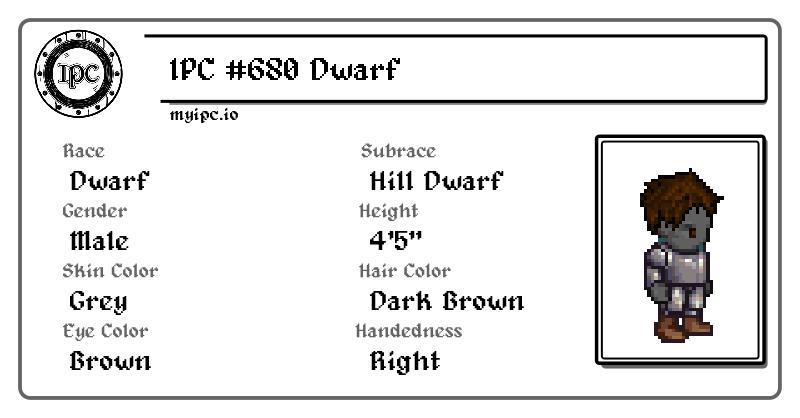 IPC
IPC #680 Dwarf
myipc.io
Race
Dwarf
Subrace
Hill Dwarf
Gender
Male
Height
4'5"
Skin Color
Grey
Hair Color
Dark Brown
Eye Color
Brown
Handedness
Right